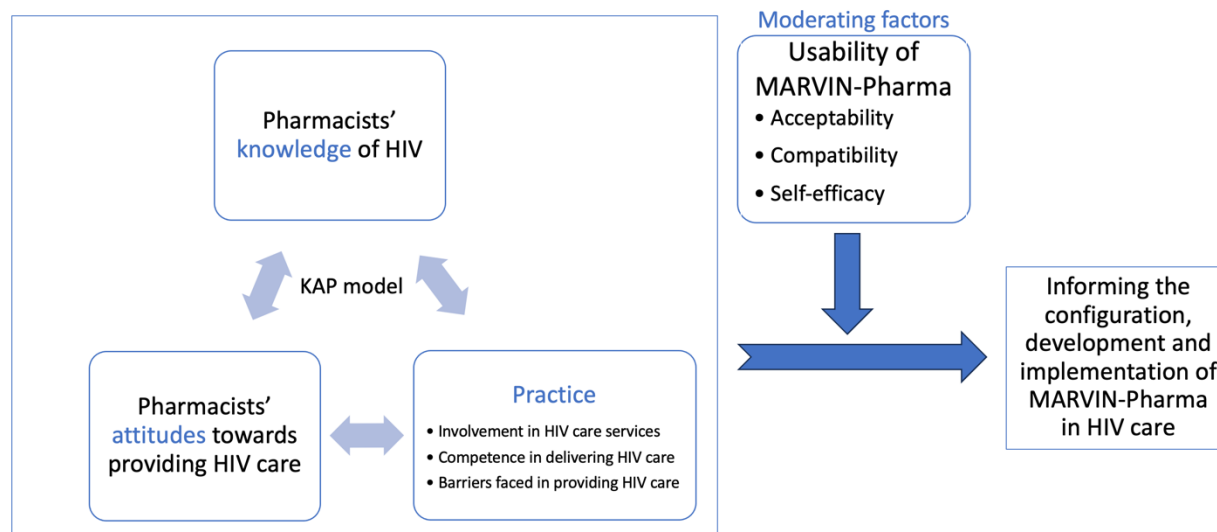 Pharmacists’
knowledge of HIV
KAP model
Pharmacists’
attitudes towards
providing HIV care
Practice
• Involvement in HIV care services
• Competence in delivering HIV care
• Barriers faced in providing HIV care
Moderating factors
Usability of
MARVIN-Pharma
• Acceptability
• Compatibility
• Self-efficacy
Informing the
configuration,
development and
implementation of
MARVIN-Pharma
in HIV care